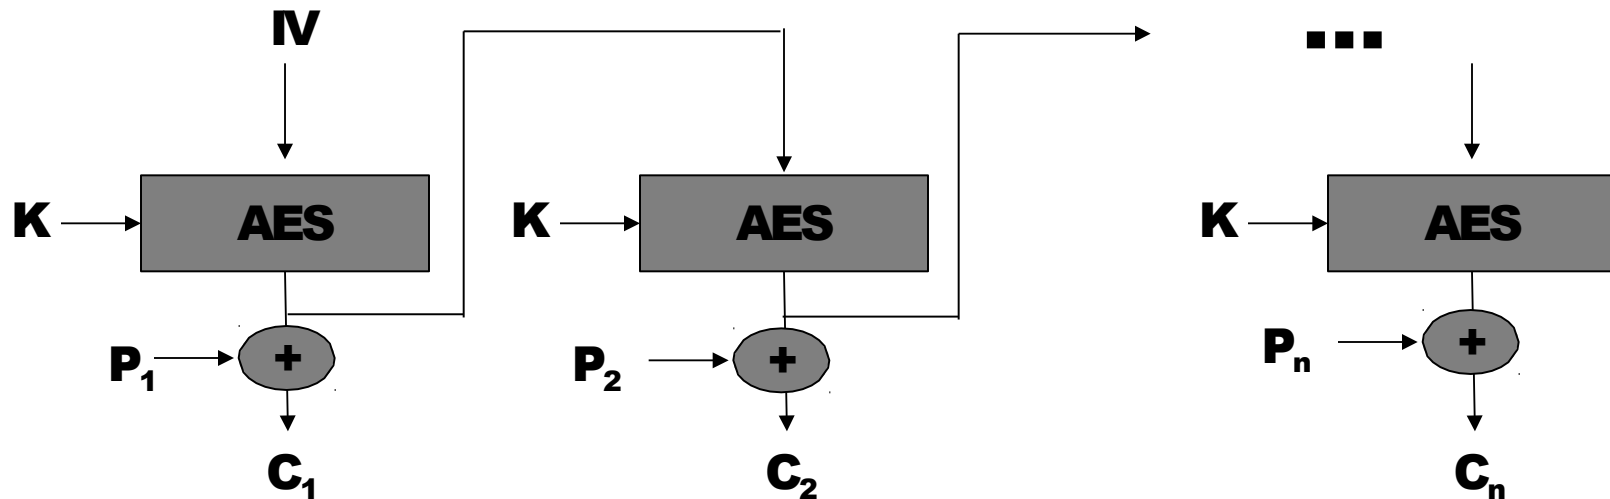 IV ...
K AES K AES K AES
P1 + P2 + Pn +
C1 C2 Cn